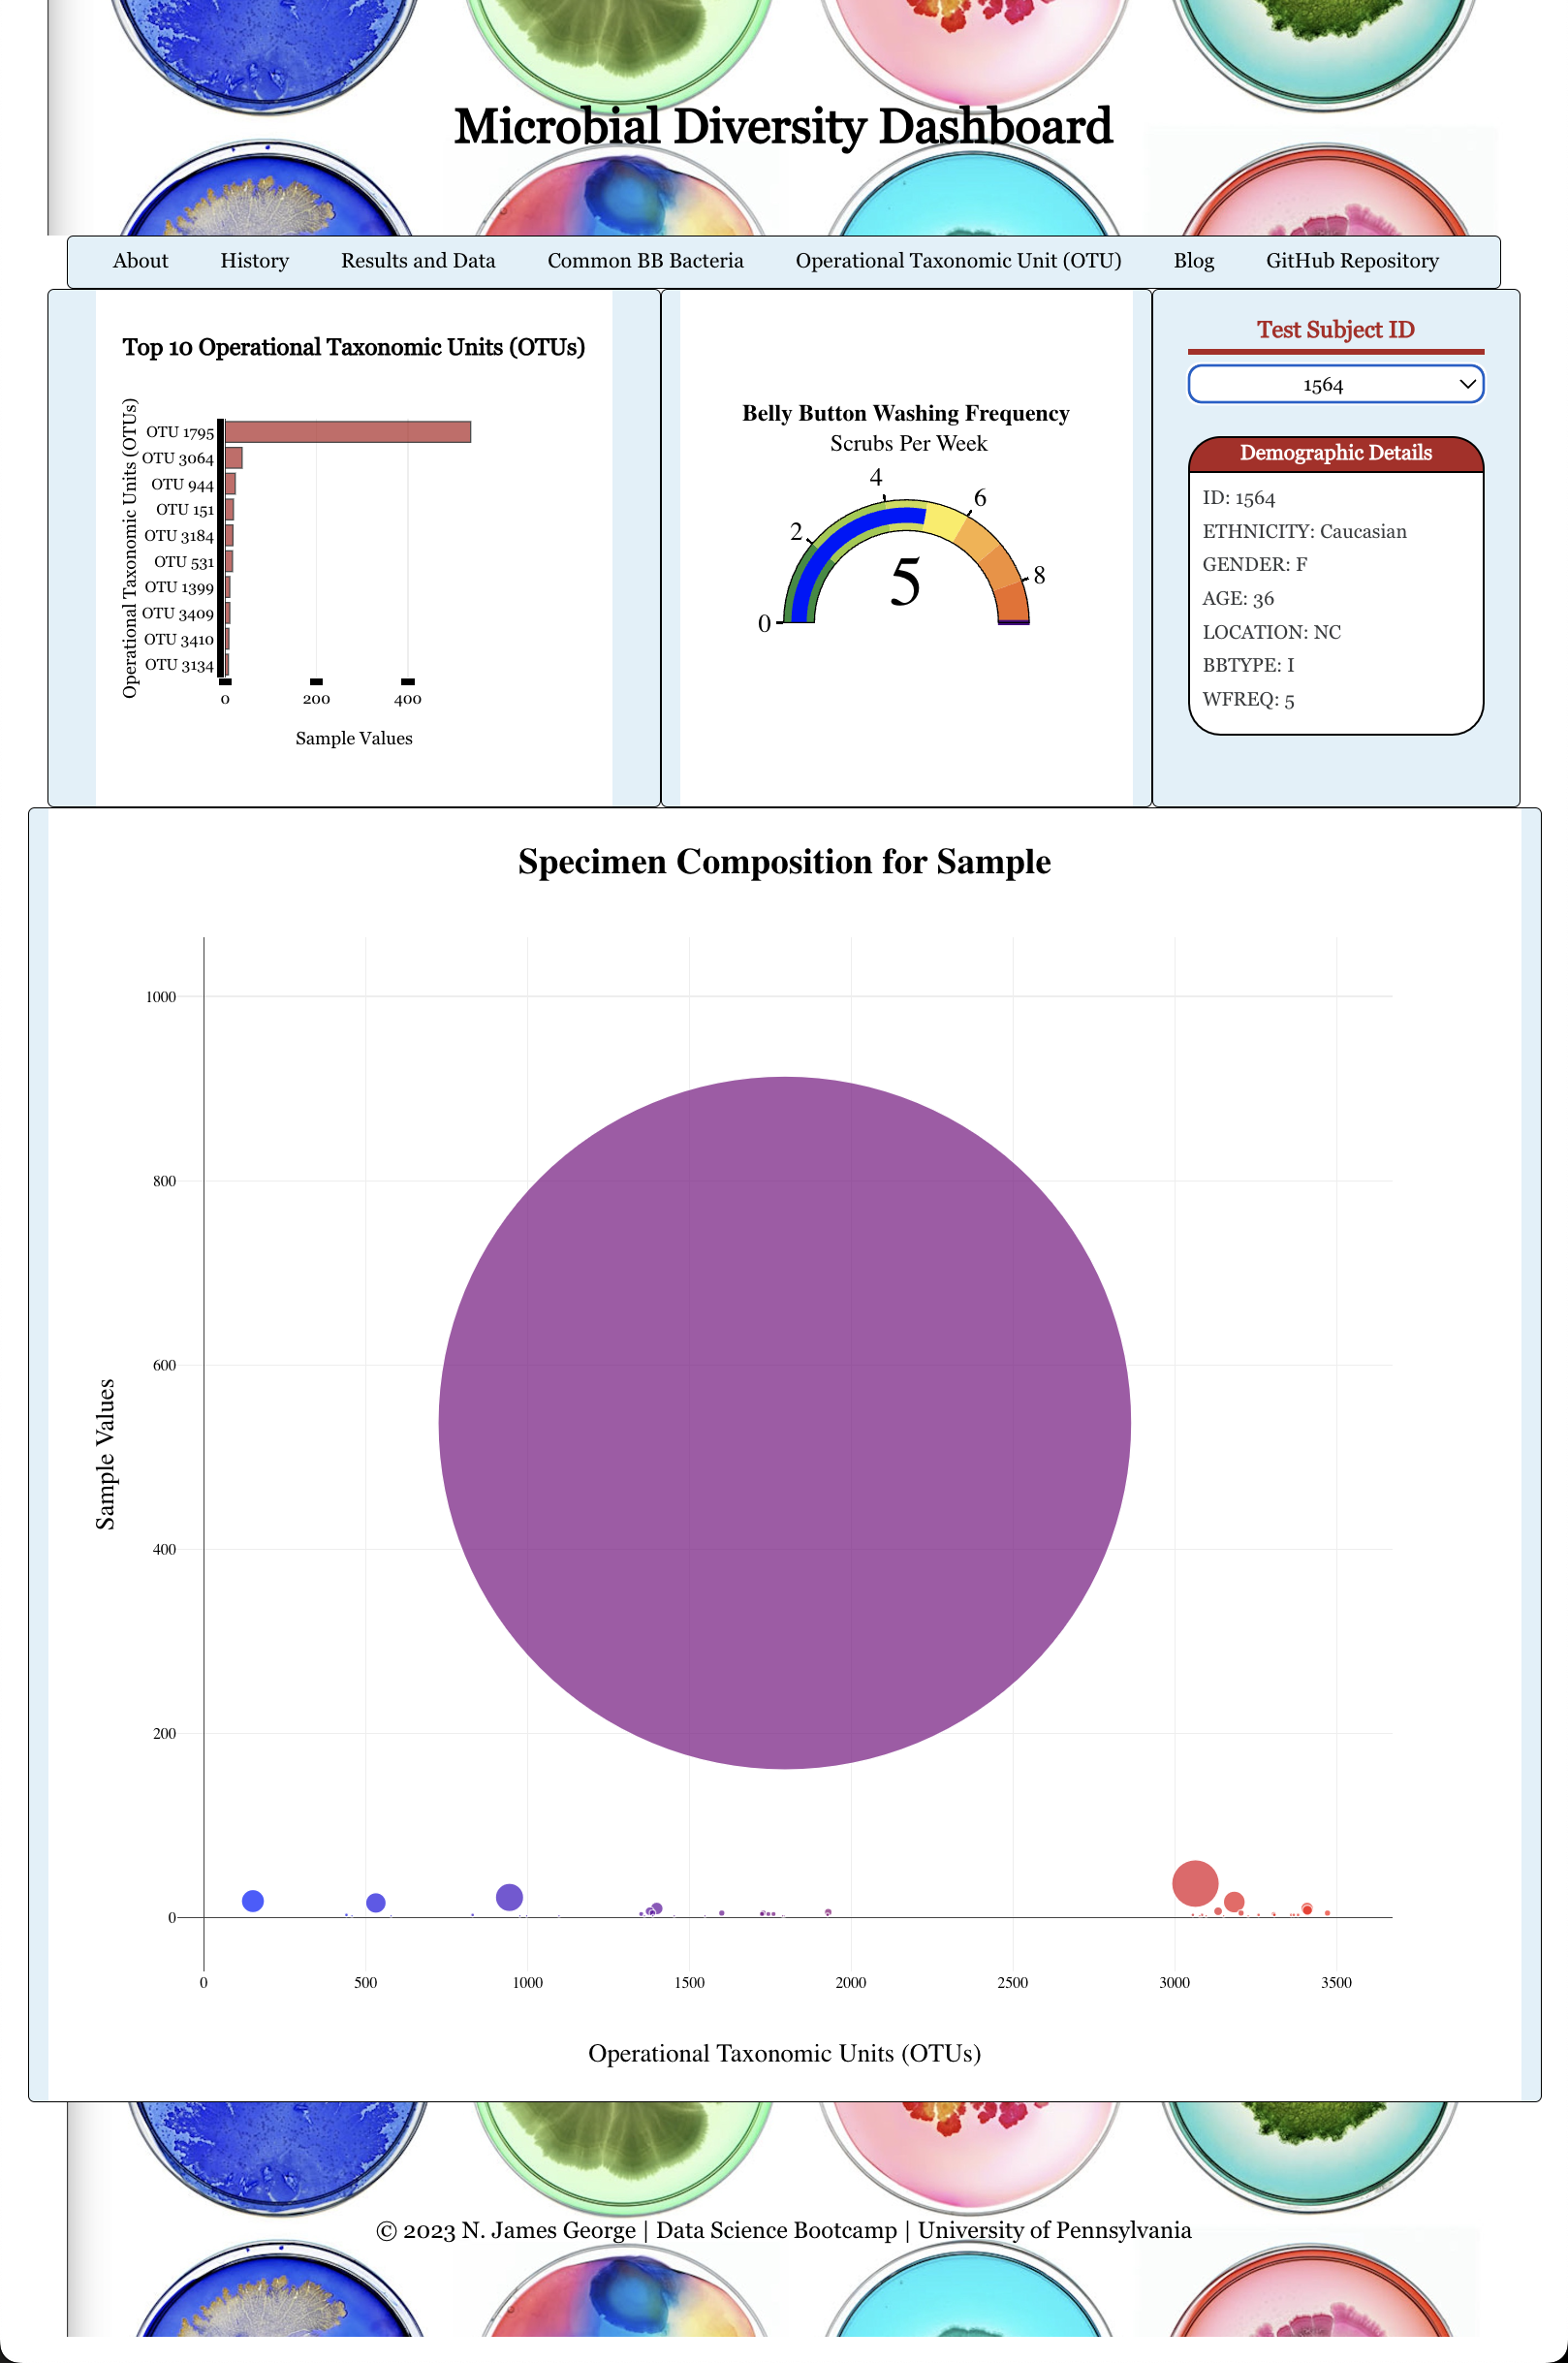 Microbial Diversity Dashboard
About History Results and Data Common BB Bacteria Operational Taxonomic Unit (OTU) Blog GitHub Repository
Top 10 Operational Taxonomic Units (OTUs)
Operational Taxonomic Units (OTUs)
OTU 1795
OTU 3064
OTU 944
OTU 151
OTU 3184
OTU 531
OTU 1399
OTU 3409
OTU 3410
OTU 3134
0 200 400
Sample Values
Belly Button Washing Frequency
Scrubs Per Week
0
2
4
6
8
5
Test Subject ID
1564
Demographic Details
ID: 1564
ETHNICITY: Caucasian
GENDER: F
AGE: 36
LOCATION: NC
BBTYPE: I
WFREQ: 5
Specimen Composition for Sample
1000
800
600
400
200
0
Sample Values
0 500 1000 1500 2000 2500 3000 3500
Operational Taxonomic Units (OTUs)
© 2023 N. James George | Data Science Bootcamp | University of Pennsylvania